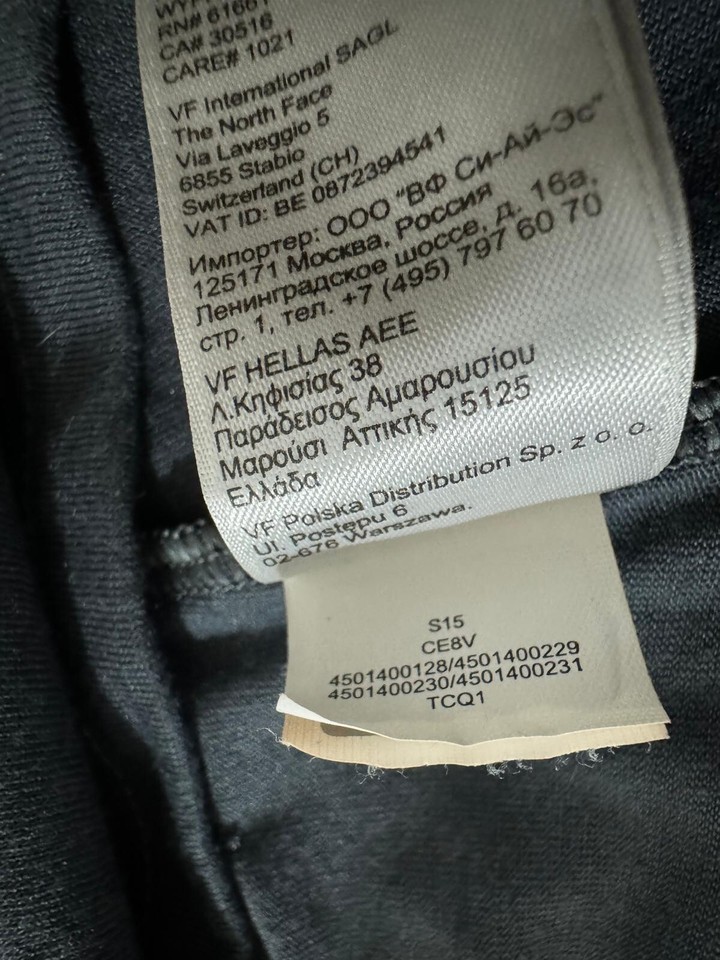 RN# 61661
CA# 30516
CARE# 1021
VF International SAGL
The North Face
Via Laveggio 5
6855 Stabio
Switzerland (CH)
VAT ID: BE 0872394541
Импортер: ООО "ВФ Си-Ай-Эс"
125171 Москва, Россия
Ленинградское шоссе, д. 16а,
стр. 1, тел. +7 (495) 797 60 70
VF HELLAS AEE
Λ.Κηφισίας 38
Παράδεισος Αμαρουσίου
Μαρούσι Αττικής 15125
Ελλάδα
VF Polska Distribution Sp. z o. o.
Ul. Postępu 6
02-676 Warszawa.
S15
CE8V
4501400128/4501400229
4501400230/4501400231
TCQ1